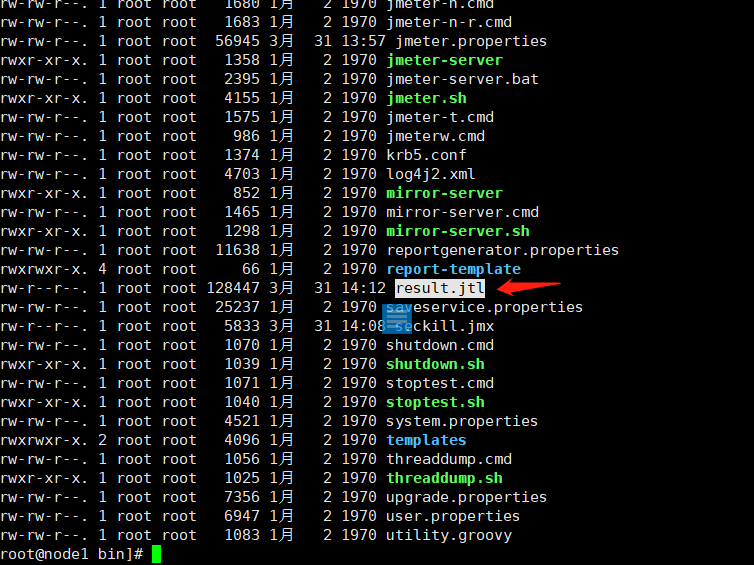 rw-rw-r--. 1 root root   1680 1月   2 1970 jmeter-n.cmd
rw-rw-r--. 1 root root   1683 1月   2 1970 jmeter-n-r.cmd
rw-rw-r--. 1 root root  56945 3月  31 13:57 jmeter.properties
rwxr-xr-x. 1 root root   1358 1月   2 1970 jmeter-server
rw-rw-r--. 1 root root   2395 1月   2 1970 jmeter-server.bat
rwxr-xr-x. 1 root root   4155 1月   2 1970 jmeter.sh
rw-rw-r--. 1 root root   1575 1月   2 1970 jmeter-t.cmd
rw-rw-r--. 1 root root    986 1月   2 1970 jmeterw.cmd
rw-rw-r--. 1 root root   1374 1月   2 1970 krb5.conf
rw-rw-r--. 1 root root   4703 1月   2 1970 log4j2.xml
rwxr-xr-x. 1 root root    852 1月   2 1970 mirror-server
rw-rw-r--. 1 root root   1465 1月   2 1970 mirror-server.cmd
rwxr-xr-x. 1 root root   1298 1月   2 1970 mirror-server.sh
rw-rw-r--. 1 root root  11638 1月   2 1970 reportgenerator.properties
rwxrwxr-x. 4 root root     66 1月   2 1970 report-template
rw-r--r--. 1 root root 128447 3月  31 14:12 result.jtl
rw-rw-r--. 1 root root  25237 1月   2 1970 saveservice.properties
rw-r--r--. 1 root root   5833 3月  31 14:08 seckill.jmx
rw-rw-r--. 1 root root   1070 1月   2 1970 shutdown.cmd
rwxr-xr-x. 1 root root   1039 1月   2 1970 shutdown.sh
rw-rw-r--. 1 root root   1071 1月   2 1970 stoptest.cmd
rwxr-xr-x. 1 root root   1040 1月   2 1970 stoptest.sh
rw-rw-r--. 1 root root   4521 1月   2 1970 system.properties
rwxrwxr-x. 2 root root   4096 1月   2 1970 templates
rw-rw-r--. 1 root root   1056 1月   2 1970 threaddump.cmd
rwxr-xr-x. 1 root root   1025 1月   2 1970 threaddump.sh
rw-rw-r--. 1 root root   7356 1月   2 1970 upgrade.properties
rw-rw-r--. 1 root root   6947 1月   2 1970 user.properties
rw-rw-r--. 1 root root   1083 1月   2 1970 utility.groovy
root@node1 bin]#